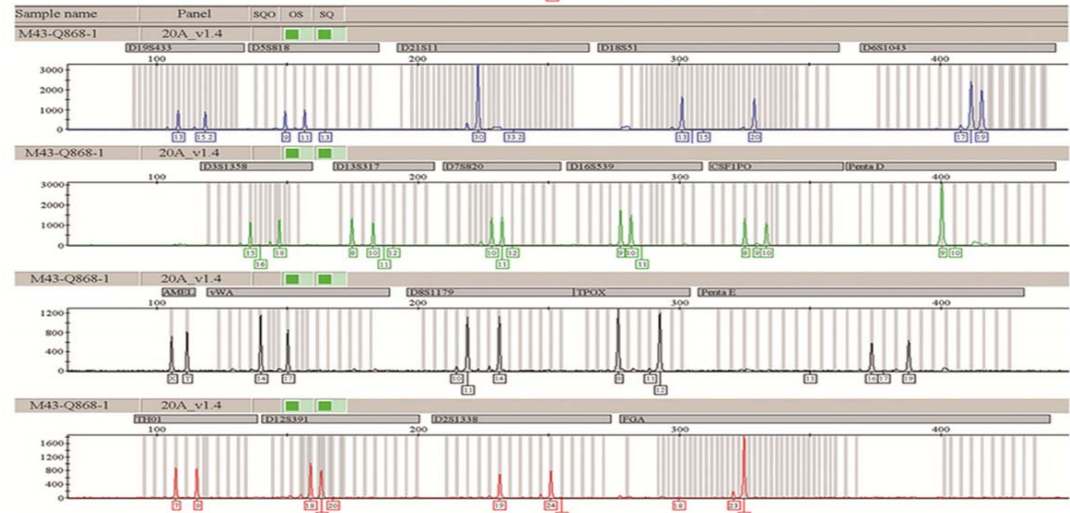 Sample name Panel SQO OS SQ
M43-Q868-1 20A_v1.4
D19S433 D5S818 D21S11 D18S51 D6S1043
100 200 300 400
3000
2000
1000
0
13 15.2 9 11 13 30 33.2 13 15 20 17 19
M43-Q868-1 20A_v1.4
D3S1358 D13S317 D7S820 D16S539 CSF1PO Penta D
100 200 300 400
3000
2000
1000
0
15 18 8 10 12 10 12 9 10 8 9 10 9 10
16 11 11 11
M43-Q868-1 20A_v1.4
AMEL vWA D8S1179 TPOX Penta E
100 200 300 400
1200
800
400
0
X Y 14 17 10 14 8 11 11 16 17 19
11 12
M43-Q868-1 20A_v1.4
TH01 D12S391 D2S1338 FGA
100 200 300 400
1600
1200
800
400
0
7 9 18 20 19 24 18 23